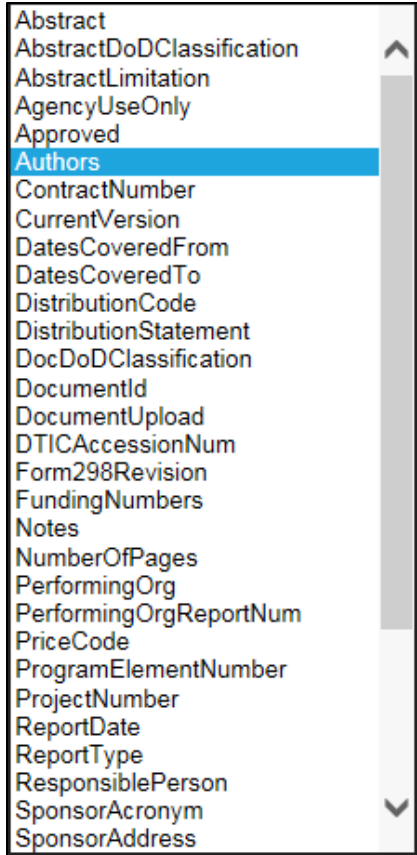 Abstract
AbstractDoDClassification
AbstractLimitation
AgencyUseOnly
Approved
Authors
ContractNumber
CurrentVersion
DatesCoveredFrom
DatesCoveredTo
DistributionCode
DistributionStatement
DocDoDClassification
DocumentId
DocumentUpload
DTICAccessionNum
Form298Revision
FundingNumbers
Notes
NumberOfPages
PerformingOrg
PerformingOrgReportNum
PriceCode
ProgramElementNumber
ProjectNumber
ReportDate
ReportType
ResponsiblePerson
SponsorAcronym
SponsorAddress